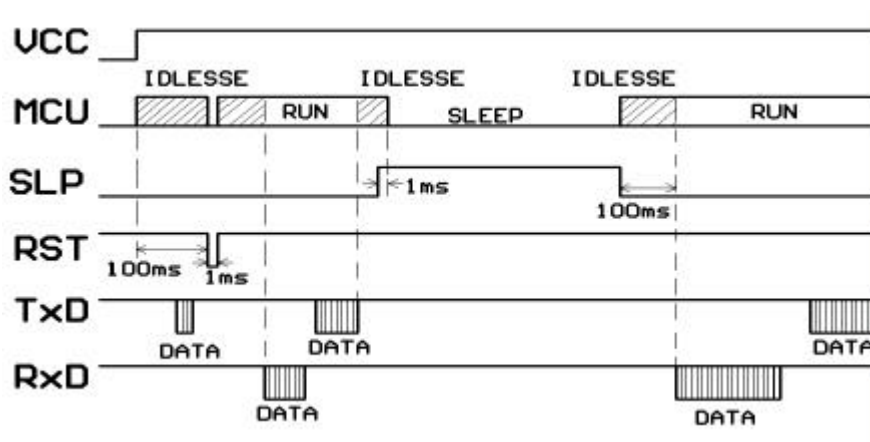 VCC
IDLESSE IDLESSE IDLESSE
MCU RUN SLEEP RUN
SLP 1ms
100ms
RST
100ms 1ms
TxD
DATA DATA DATA
RxD
DATA DATA